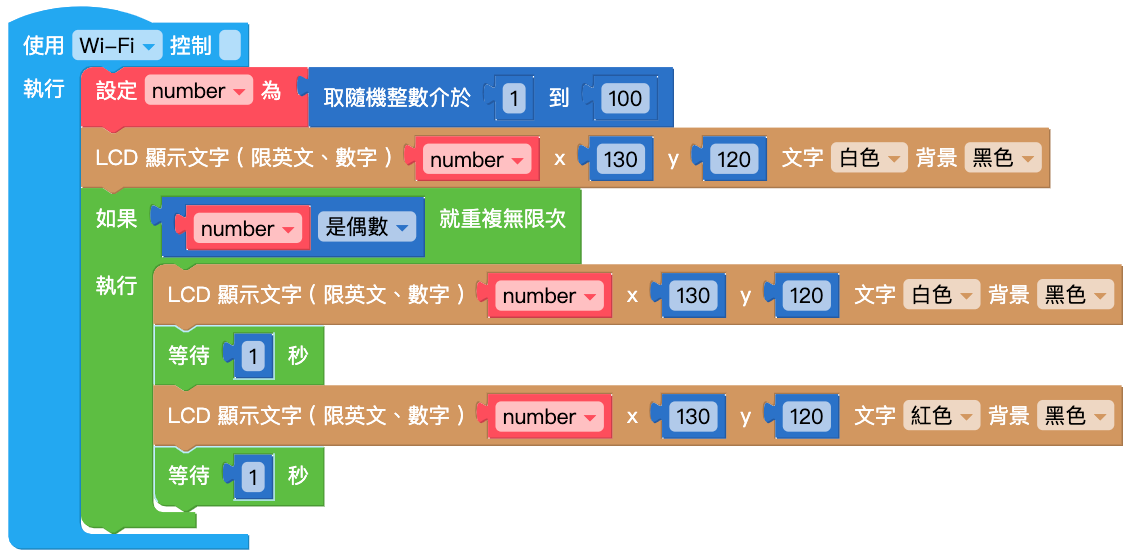 使用 Wi-Fi 控制
執行 設定 number 為 取隨機整數介於 1 到 100
LCD 顯示文字（限英文、數字） number x 130 y 120 文字 白色 背景 黑色
如果 number 是偶數 就重複無限次
執行 LCD 顯示文字（限英文、數字） number x 130 y 120 文字 白色 背景 黑色
等待 1 秒
LCD 顯示文字（限英文、數字） number x 130 y 120 文字 紅色 背景 黑色
等待 1 秒